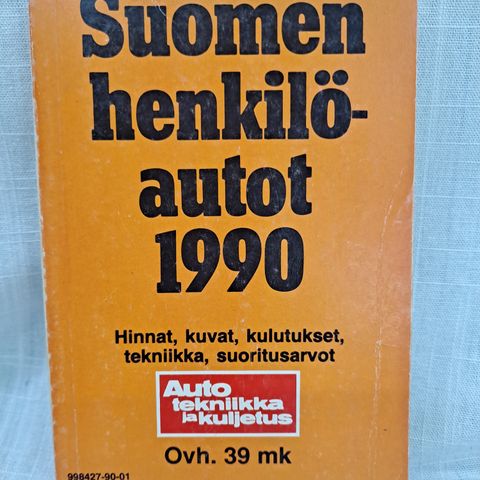 Suomen
henkilö-
autot
1990
Hinnat, kuvat, kulutukset,
tekniikka, suoritusarvot
Auto
tekniikka
ja kuljetus
Ovh. 39 mk
998427-90-01